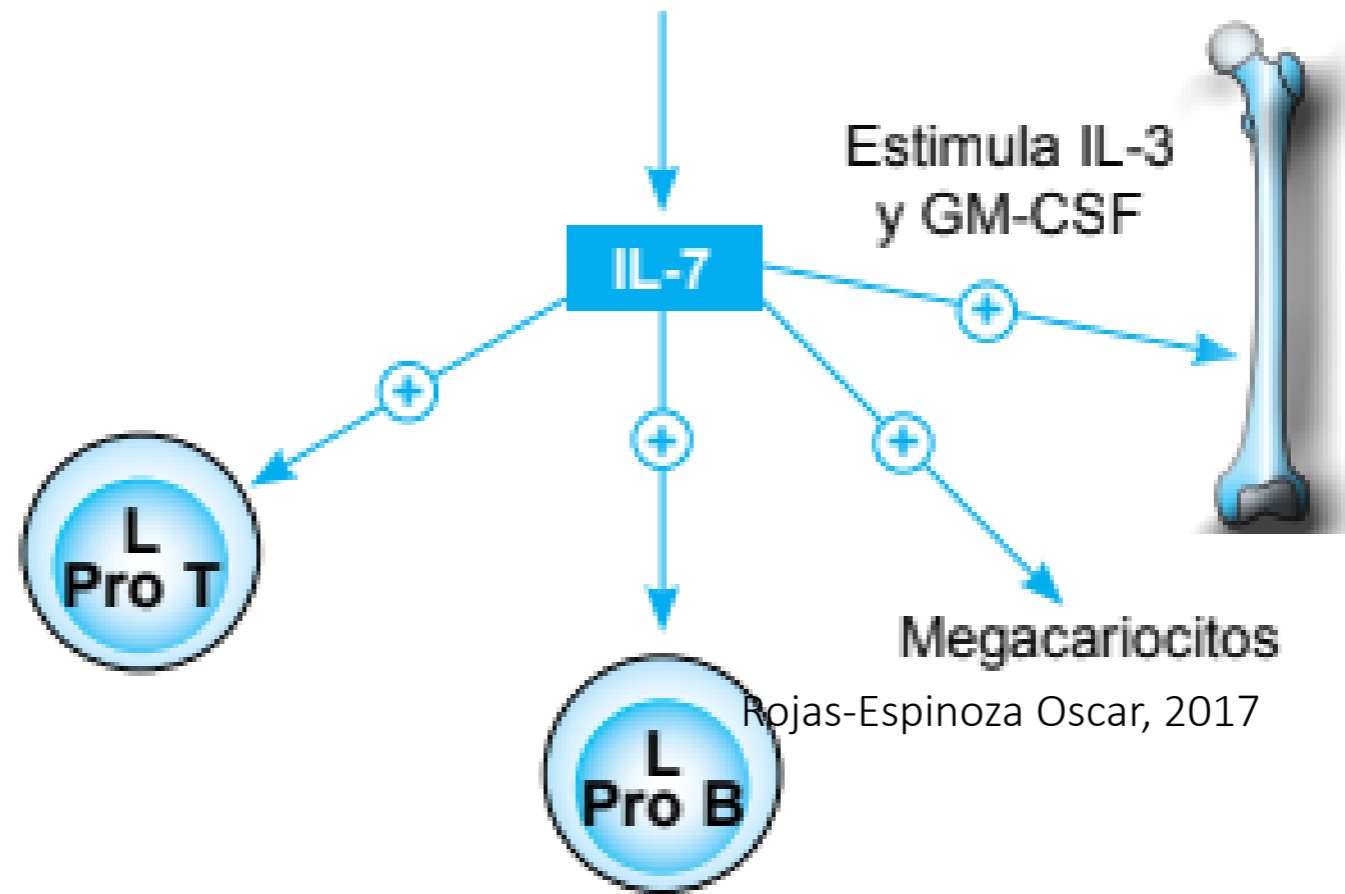 Estimula IL-3
y GM-CSF
IL-7
+
+
+
+
L
Pro T
Megacariocitos
Rojas-Espinoza Oscar, 2017
L
Pro B